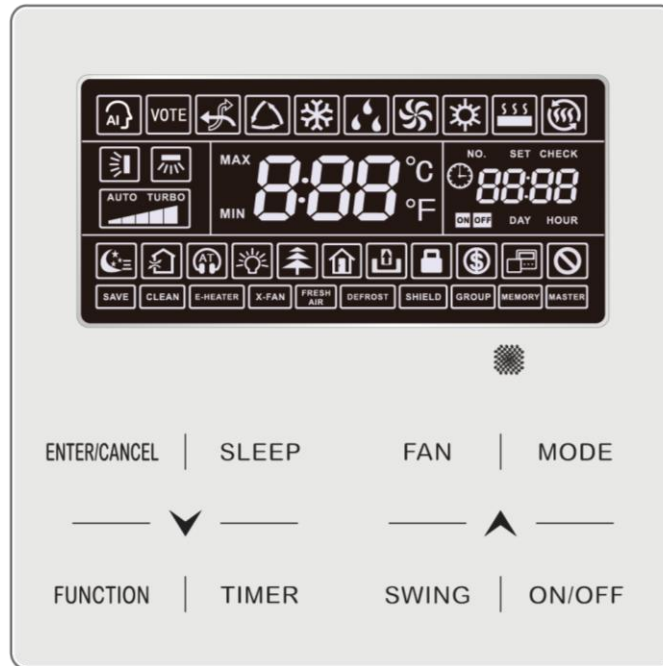 AI VOTE
NO. SET CHECK
MAX 8:88 °C
88:88
AUTO TURBO
MIN °F
ON OFF DAY HOUR
AT $
SAVE CLEAN E-HEATER X-FAN FRESH AIR DEFROST SHIELD GROUP MEMORY MASTER
ENTER/CANCEL SLEEP FAN MODE
FUNCTION TIMER SWING ON/OFF